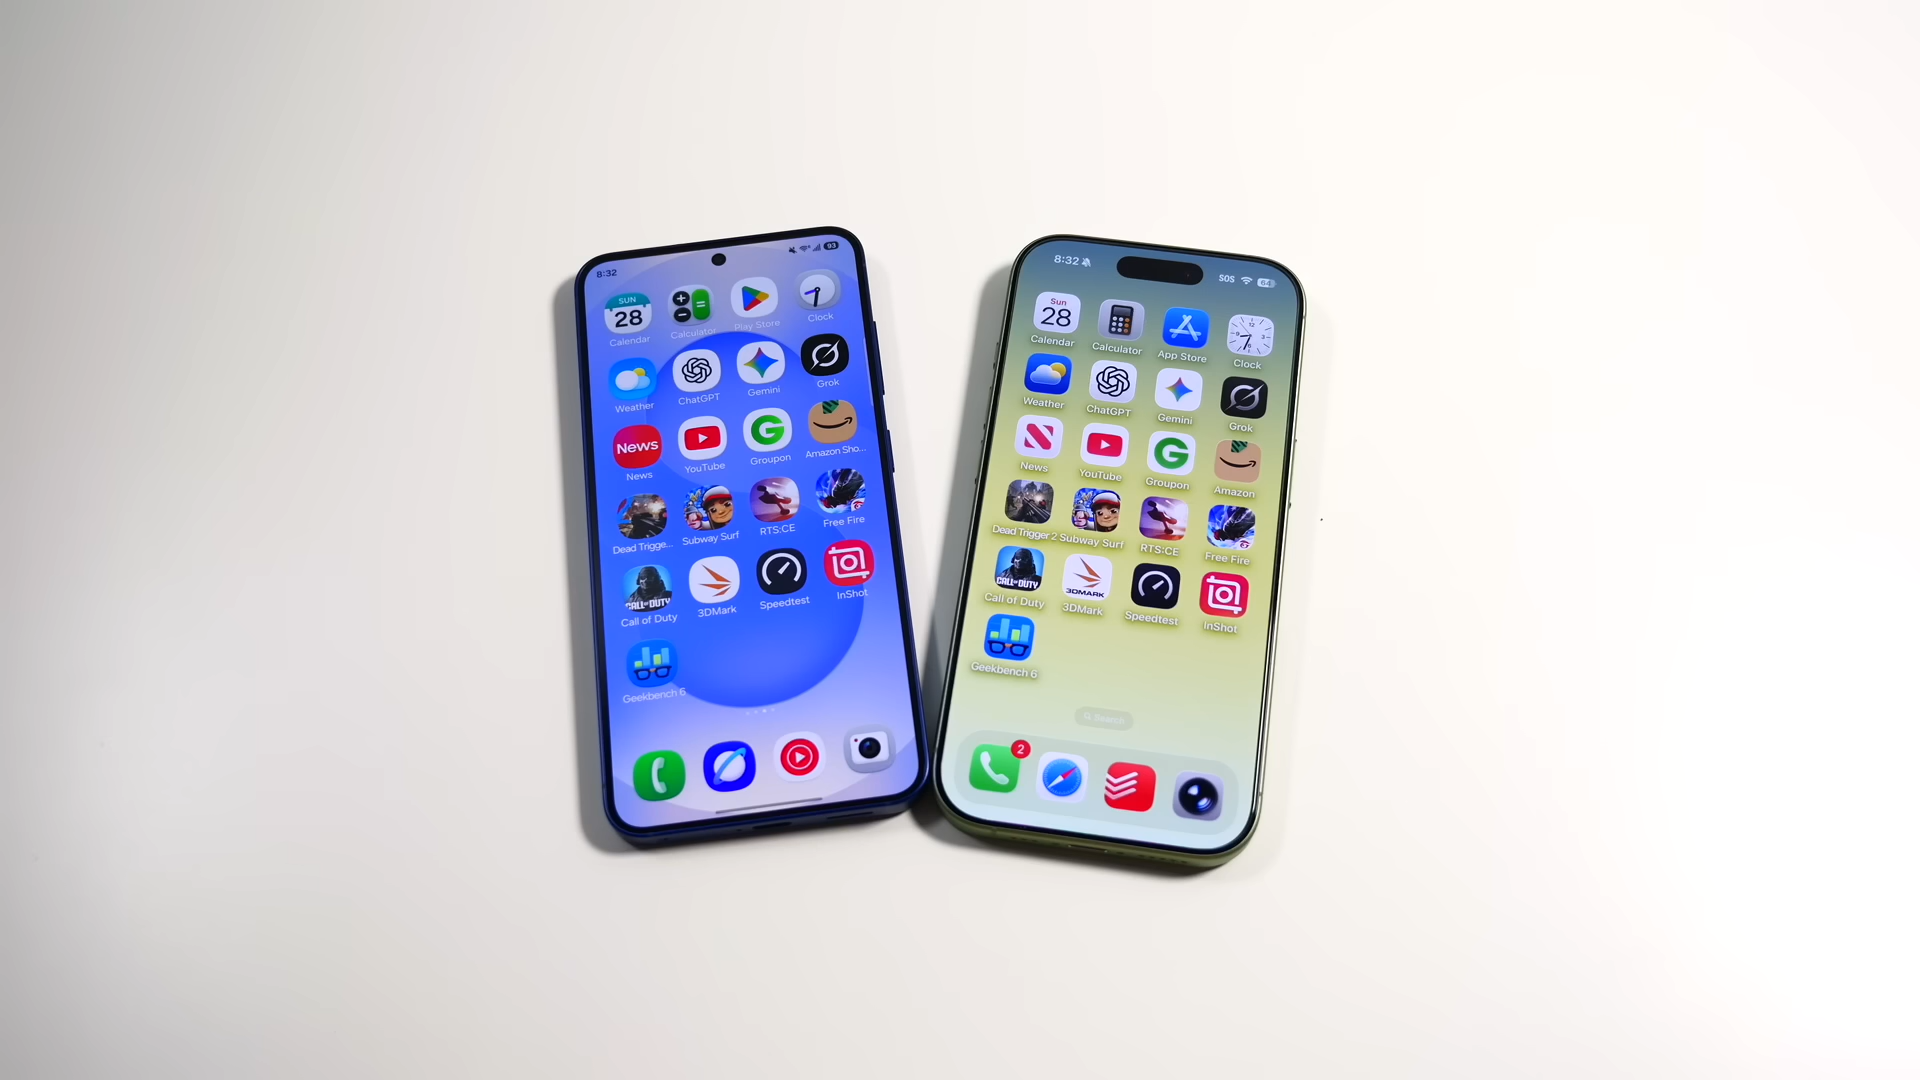 8:32
93
SUN
28
Calendar
Calculator
Play Store
Clock
Weather
ChatGPT
Gemini
Grok
News
News
YouTube
Groupon
Amazon Sho...
Dead Trigge...
Subway Surf
RTS:CE
Free Fire
CALL OF DUTY
Call of Duty
3DMark
Speedtest
InShot
Geekbench 6
8:32
SOS
64
Sun
28
Calendar
Calculator
App Store
Clock
Weather
ChatGPT
Gemini
Grok
News
YouTube
Groupon
Amazon
Dead Trigger 2
Subway Surf
RTS:CE
Free Fire
CALL OF DUTY
Call of Duty
3DMARK
3DMark
Speedtest
InShot
Geekbench 6
Search
2